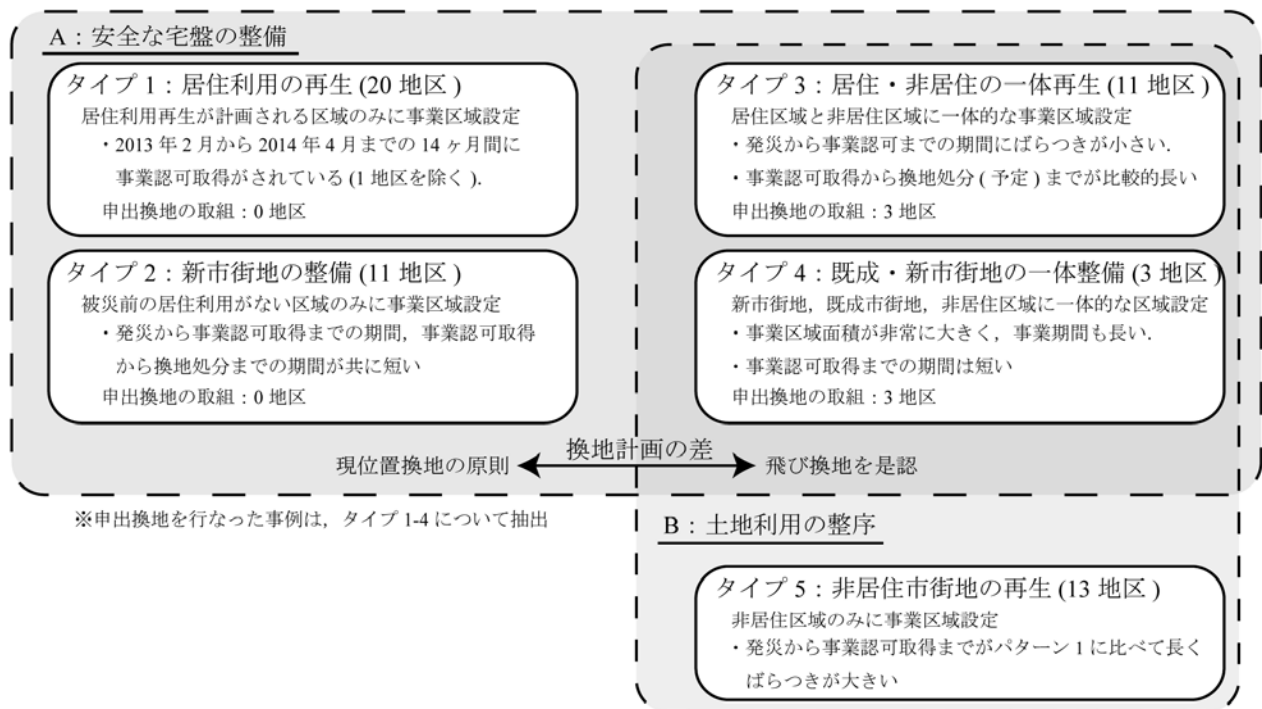 A：安全な宅盤の整備
タイプ 1：居住利用の再生 (20 地区 )
居住利用再生が計画される区域のみに事業区域設定
・2013 年 2 月から 2014 年 4 月までの 14 ヶ月間に
事業認可取得がされている (1 地区を除く ).
申出換地の取組：0 地区
タイプ 2：新市街地の整備 (11 地区 )
被災前の居住利用がない区域のみに事業区域設定
・発災から事業認可取得までの期間，事業認可取得
から換地処分までの期間が共に短い
申出換地の取組：0 地区
タイプ 3：居住・非居住の一体再生 (11 地区 )
居住区域と非居住区域に一体的な事業区域設定
・発災から事業認可までの期間にばらつきが小さい．
・事業認可取得から換地処分 ( 予定 ) までが比較的長い
申出換地の取組：3 地区
タイプ 4：既成・新市街地の一体整備 (3 地区 )
新市街地，既成市街地，非居住区域に一体的な区域設定
・事業区域面積が非常に大きく，事業期間も長い．
・事業認可取得までの期間は短い
申出換地の取組：3 地区
換地計画の差
現位置換地の原則
飛び換地を是認
※申出換地を行なった事例は，タイプ 1-4 について抽出
B：土地利用の整序
タイプ 5：非居住市街地の再生 (13 地区 )
非居住区域のみに事業区域設定
・発災から事業認可取得までがパターン 1 に比べて長く
ばらつきが大きい